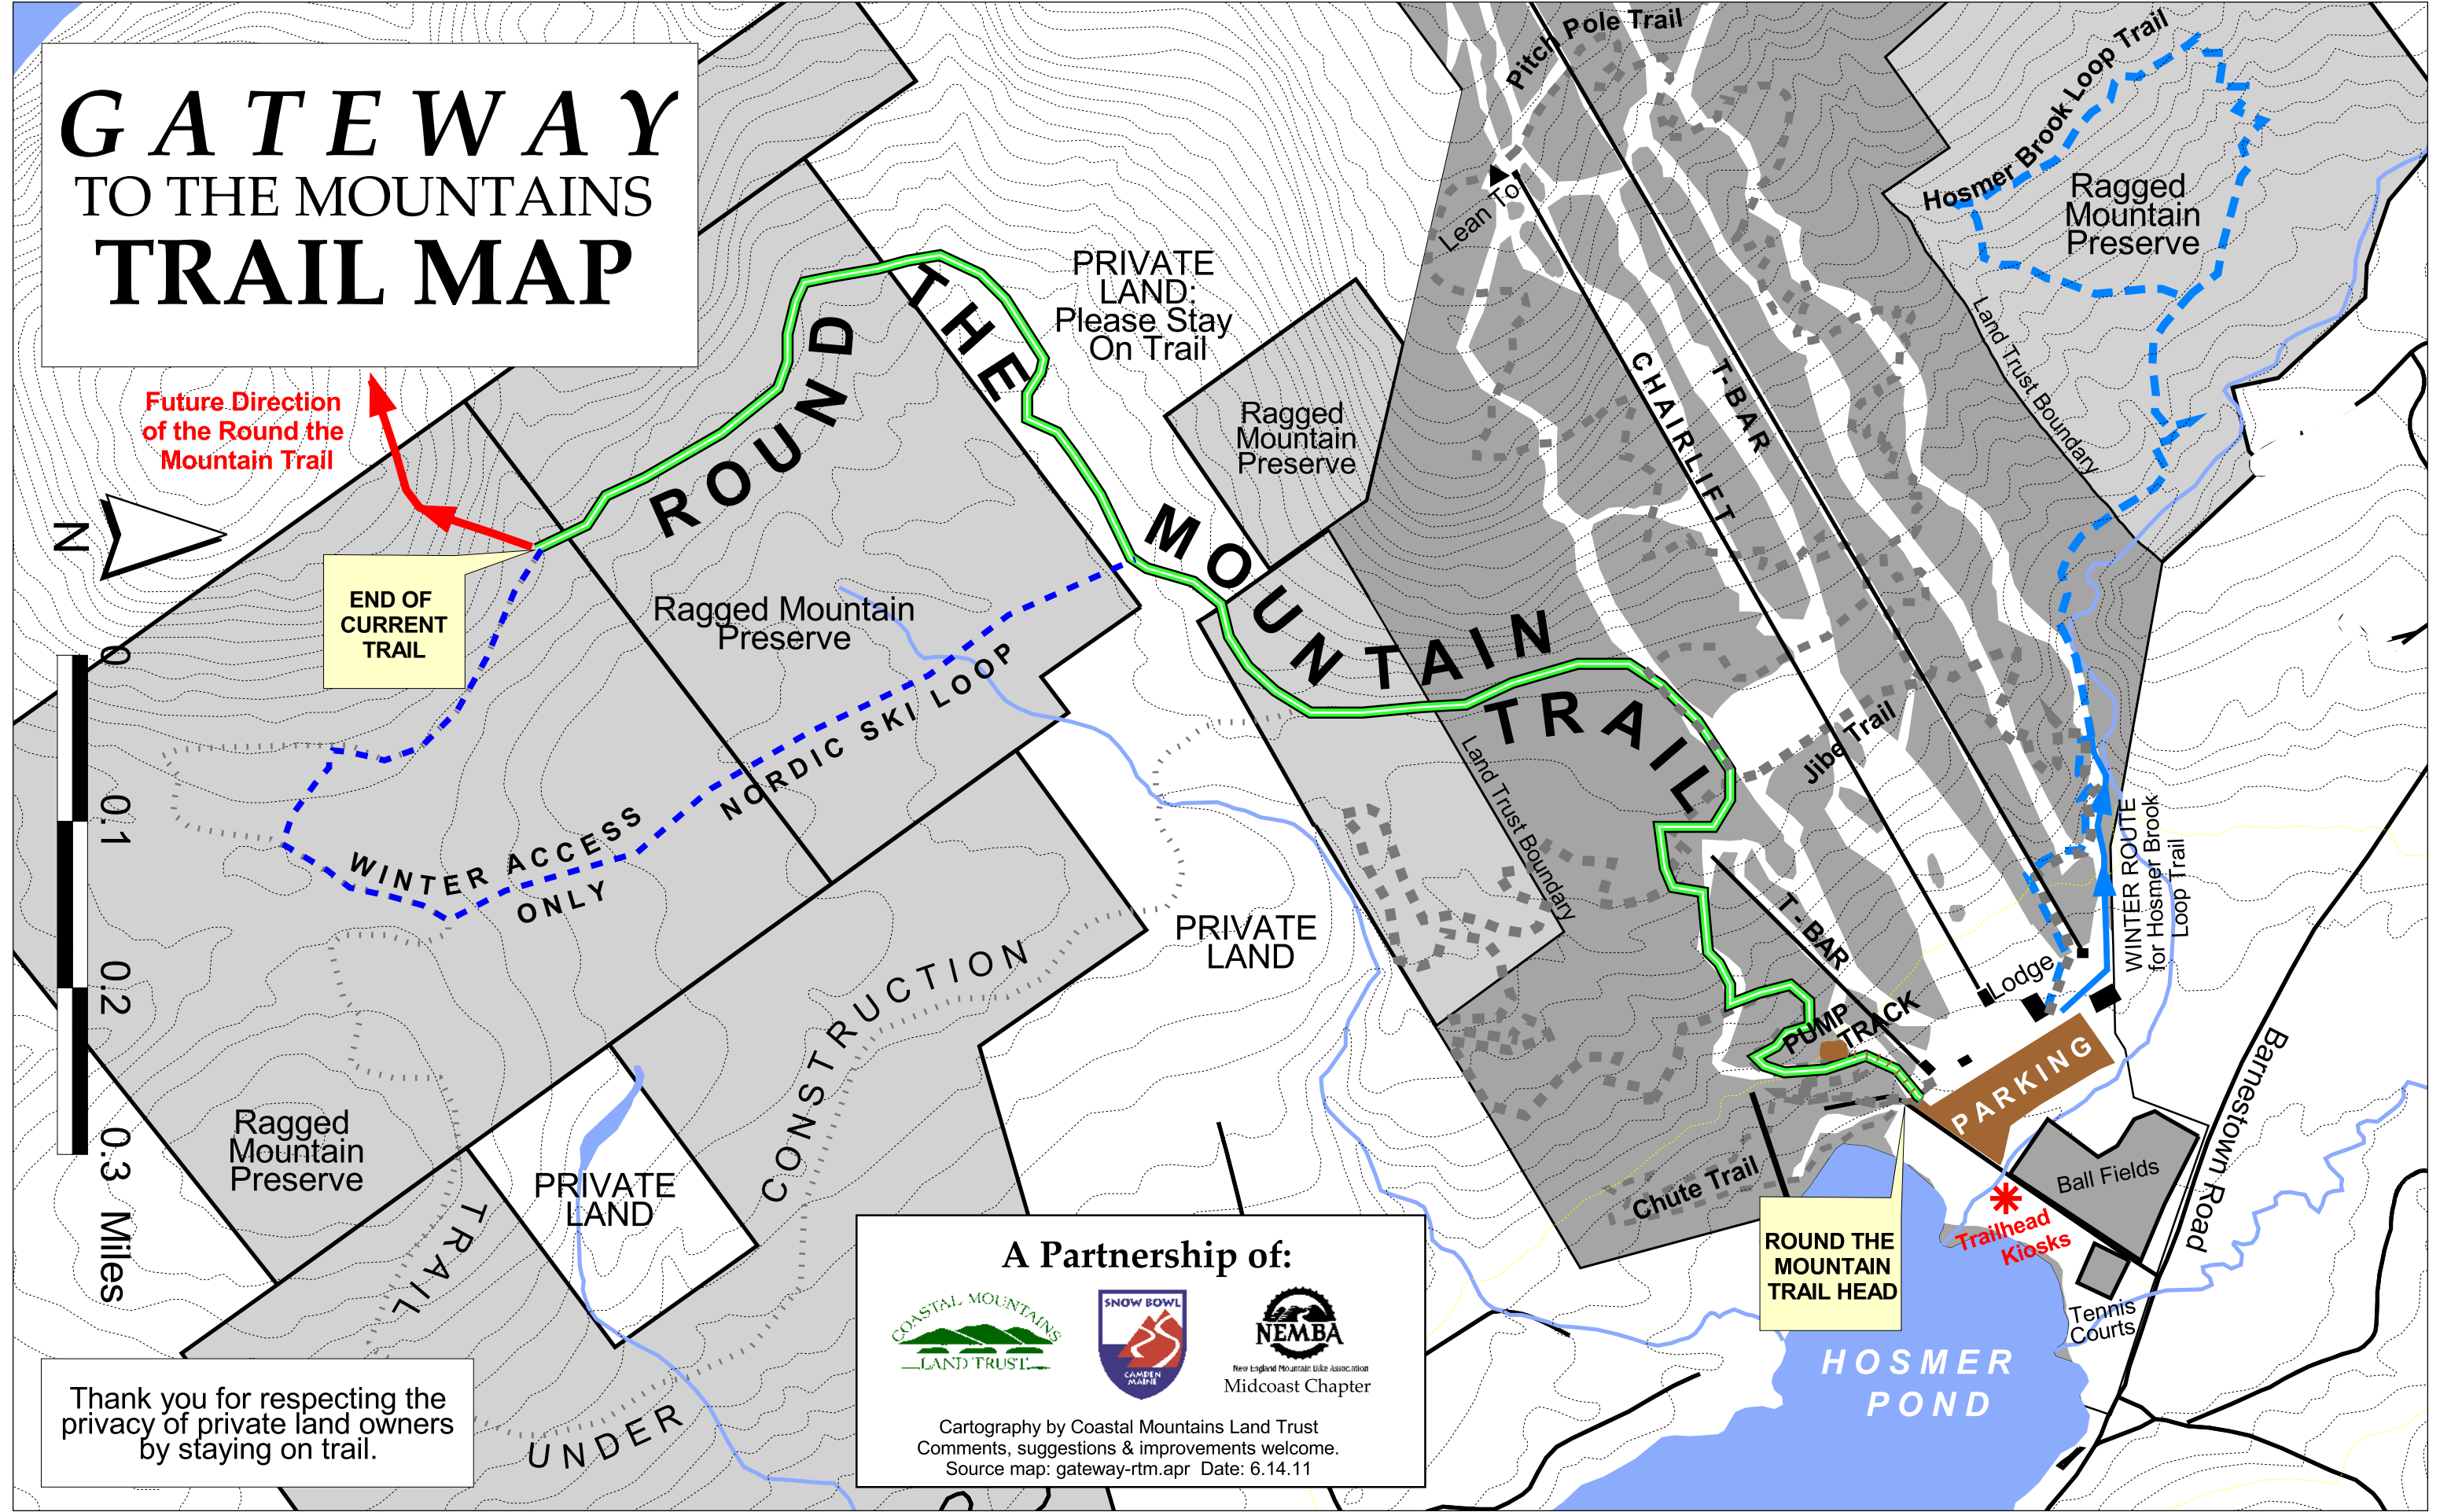 GATEWAY
TO THE MOUNTAINS
TRAIL MAP
Future Direction
of the Round the
Mountain Trail
N
END OF
CURRENT
TRAIL
0
0.1
0.2
0.3 Miles
ROUND
THE
MOUNTAIN
TRAIL
PRIVATE
LAND:
Please Stay
On Trail
Ragged
Mountain
Preserve
Ragged Mountain
Preserve
NORDIC SKI LOOP
WINTER ACCESS
ONLY
PRIVATE
LAND
Ragged
Mountain
Preserve
PRIVATE
LAND
TRAIL
UNDER
CONSTRUCTION
Pitch Pole Trail
Lean To
CHAIRLIFT
T-BAR
Hosmer Brook Loop Trail
Ragged
Mountain
Preserve
Land Trust Boundary
Land Trust Boundary
Jibe Trail
T-BAR
PUMP
TRACK
Lodge
WINTER ROUTE
for Hosmer Brook
Loop Trail
PARKING
Barnestown Road
Ball Fields
Chute Trail
ROUND THE
MOUNTAIN
TRAIL HEAD
Trailhead
Kiosks
Tennis
Courts
HOSMER
POND
A Partnership of:
COASTAL MOUNTAINS
LAND TRUST
SNOW BOWL
CAMDEN
MAINE
NEMBA
New England Mountain Bike Association
Midcoast Chapter
Cartography by Coastal Mountains Land Trust
Comments, suggestions & improvements welcome.
Source map: gateway-rtm.apr Date: 6.14.11
Thank you for respecting the
privacy of private land owners
by staying on trail.